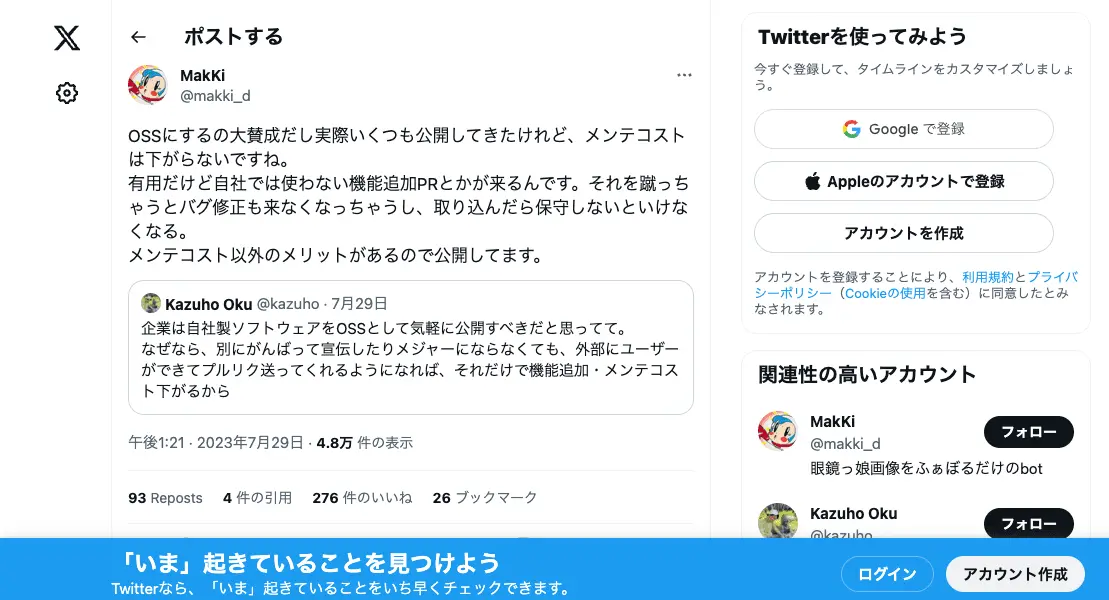 ポストする
MakKi
@makki_d
OSSにするの大賛成だし実際いくつも公開してきたけれど、メンテコスト
は下がらないですね。
有用だけど自社では使わない機能追加PRとかが来るんです。それを蹴っち
ゃうとバグ修正も来なくなっちゃうし、取り込んだら保守しないといけな
くなる。
メンテコスト以外のメリットがあるので公開してます。
Kazuho Oku @kazuho · 7月29日
企業は自社製ソフトウェアをOSSとして気軽に公開すべきだと思ってて。
なぜなら、別にがんばって宣伝したりメジャーにならなくても、外部にユーザー
ができてプルリク送ってくれるようになれば、それだけで機能追加・メンテコス
ト下がるから
午後1:21 · 2023年7月29日 · 4.8万 件の表示
93 Reposts 4 件の引用 276 件のいいね 26 ブックマーク
Twitterを使ってみよう
今すぐ登録して、タイムラインをカスタマイズしましょ
う。
Google で登録
Appleのアカウントで登録
アカウントを作成
アカウントを登録することにより、利用規約とプライバ
シーポリシー（Cookieの使用を含む）に同意したとみ
なされます。
関連性の高いアカウント
MakKi
@makki_d
フォロー
眼鏡っ娘画像をふぁぼるだけのbot
Kazuho Oku
@kazuho
フォロー
「いま」起きていることを見つけよう
Twitterなら、「いま」起きていることをいち早くチェックできます。
ログイン
アカウント作成